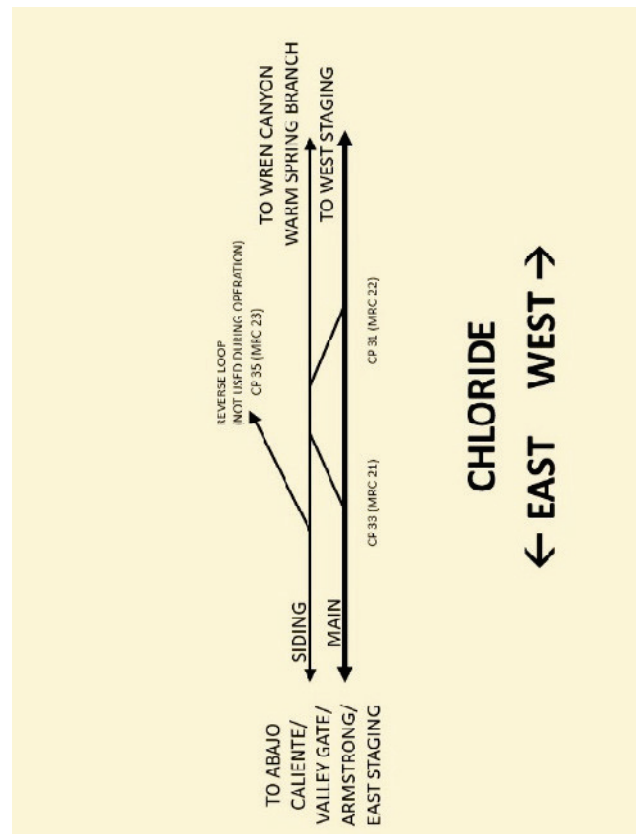 REVERSE LOOP
(NOT USED DURING OPERATION)
CP 35 (MRC 23)
TO WREN CANYON
WARM SPRING BRANCH
TO WEST STAGING
SIDING
MAIN
TO ABAJO
CALIENTE/
VALLEY GATE/
ARMSTRONG/
EAST STAGING
CP 33 (MRC 21)
CP 31 (MRC 22)
CHLORIDE
← EAST WEST →